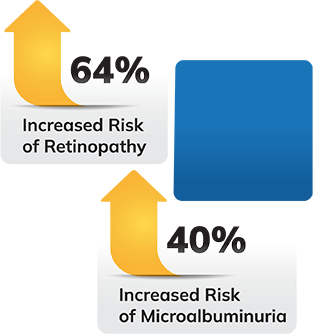 64%
Increased Risk
of Retinopathy
40%
Increased Risk
of Microalbuminuria